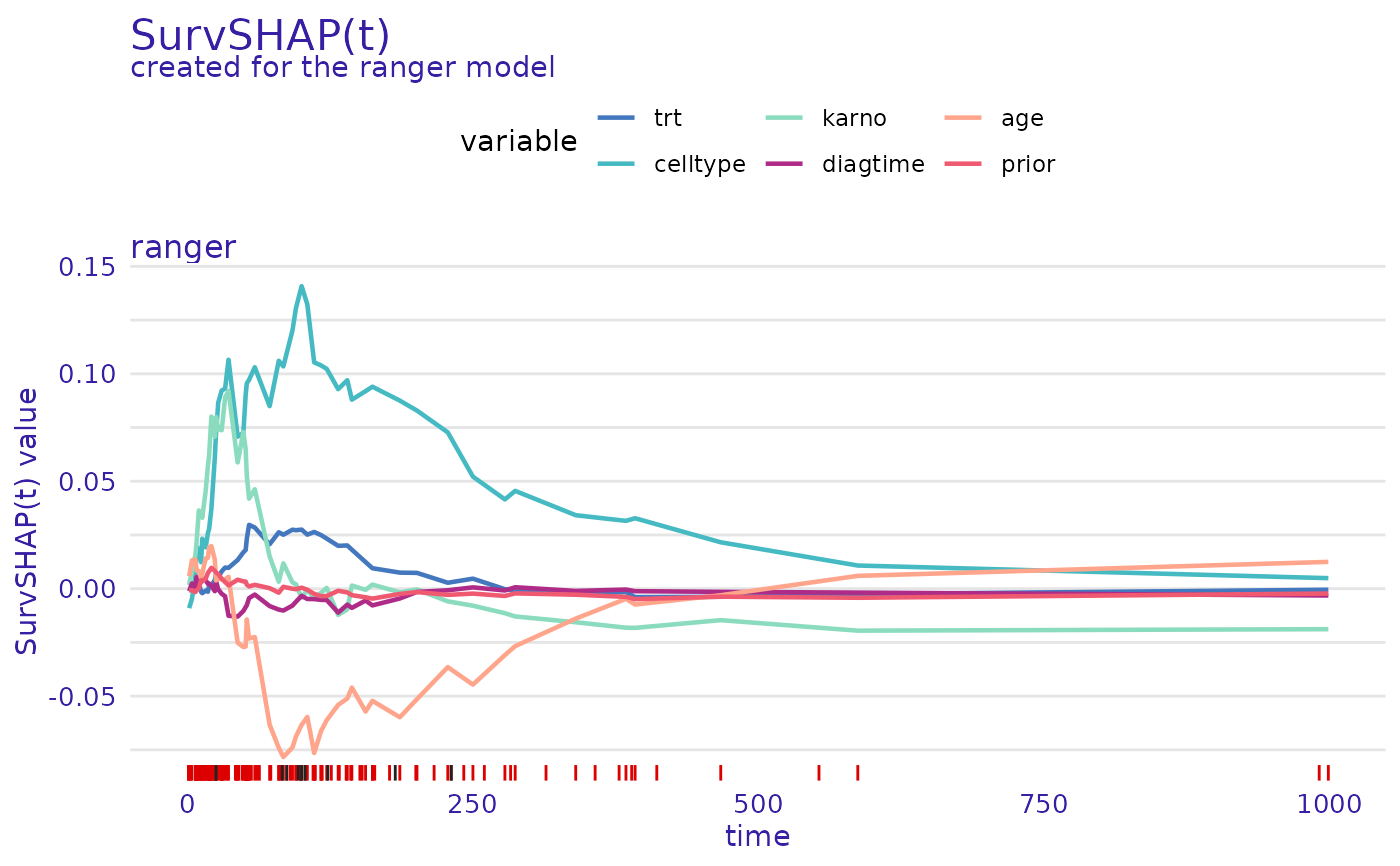 SurvSHAP(t)
created for the ranger model
variable
trt
karno
age
celltype
diagtime
prior
ranger
0.15
0.10
0.05
0.00
-0.05
SurvSHAP(t) value
0
250
500
750
1000
time